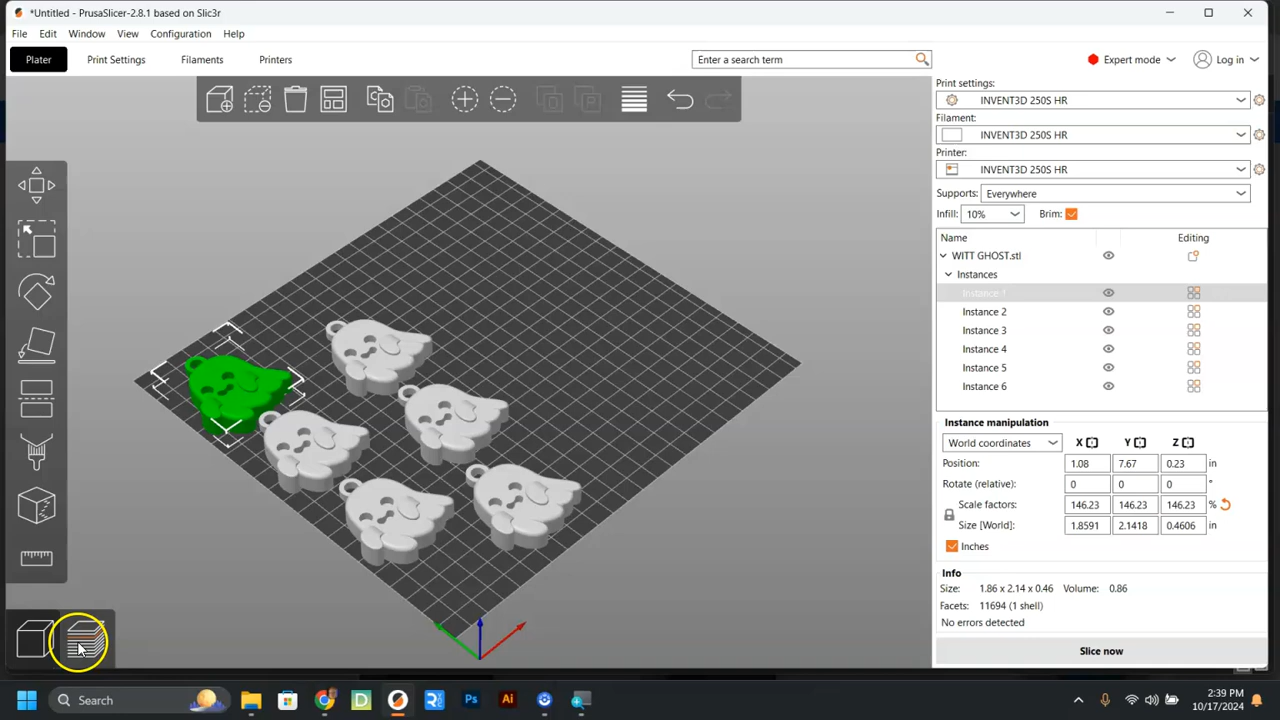 *Untitled - PrusaSlicer-2.8.1 based on Slic3r
File Edit Window View Configuration Help
Plater Print Settings Filaments Printers
Enter a search term
Expert mode
Log in
Print settings:
INVENT3D 250S HR
Filament:
INVENT3D 250S HR
Printer:
INVENT3D 250S HR
Supports: Everywhere
Infill: 10% Brim:
Name Editing
WITT GHOST.stl
Instances
Instance 1
Instance 2
Instance 3
Instance 4
Instance 5
Instance 6
Instance manipulation
World coordinates X Y Z
Position: 1.08 7.67 0.23 in
Rotate (relative): 0 0 0 °
Scale factors: 146.23 146.23 146.23 %
Size [World]: 1.8591 2.1418 0.4606 in
Inches
Info
Size: 1.86 x 2.14 x 0.46 Volume: 0.86
Facets: 11694 (1 shell)
No errors detected
Slice now
Search
D
Ps
Ai
2:39 PM
10/17/2024